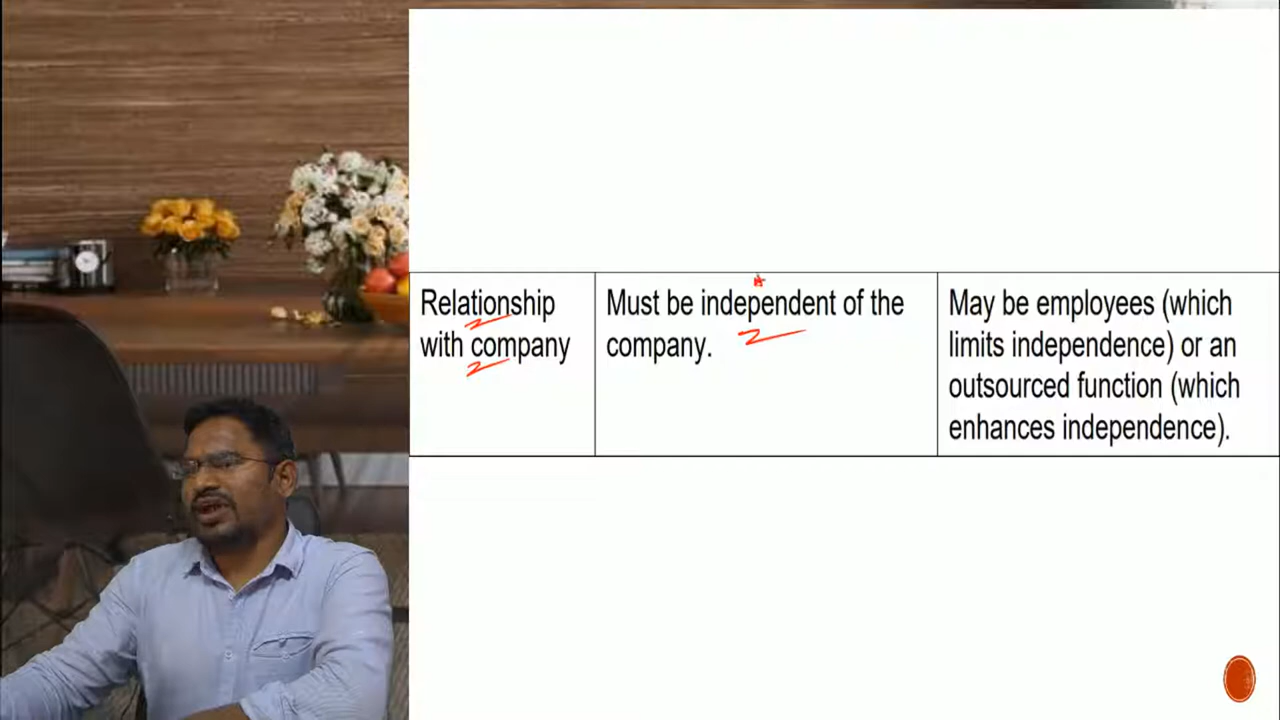 Relationship
with company
Must be independent of the
company.
May be employees (which
limits independence) or an
outsourced function (which
enhances independence).